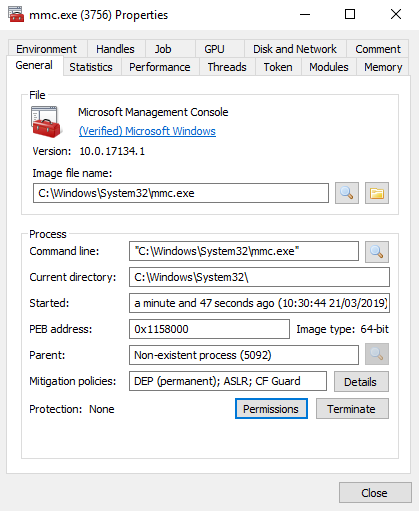 mmc.exe (3756) Properties
Environment Handles Job GPU Disk and Network Comment
General Statistics Performance Threads Token Modules Memory
File
Microsoft Management Console
(Verified) Microsoft Windows
Version: 10.0.17134.1
Image file name:
C:\Windows\System32\mmc.exe
Process
Command line: "C:\Windows\System32\mmc.exe"
Current directory: C:\Windows\System32\
Started: a minute and 47 seconds ago (10:30:44 21/03/2019)
PEB address: 0x1158000 Image type: 64-bit
Parent: Non-existent process (5092)
Mitigation policies: DEP (permanent); ASLR; CF Guard Details
Protection: None Permissions Terminate
Close